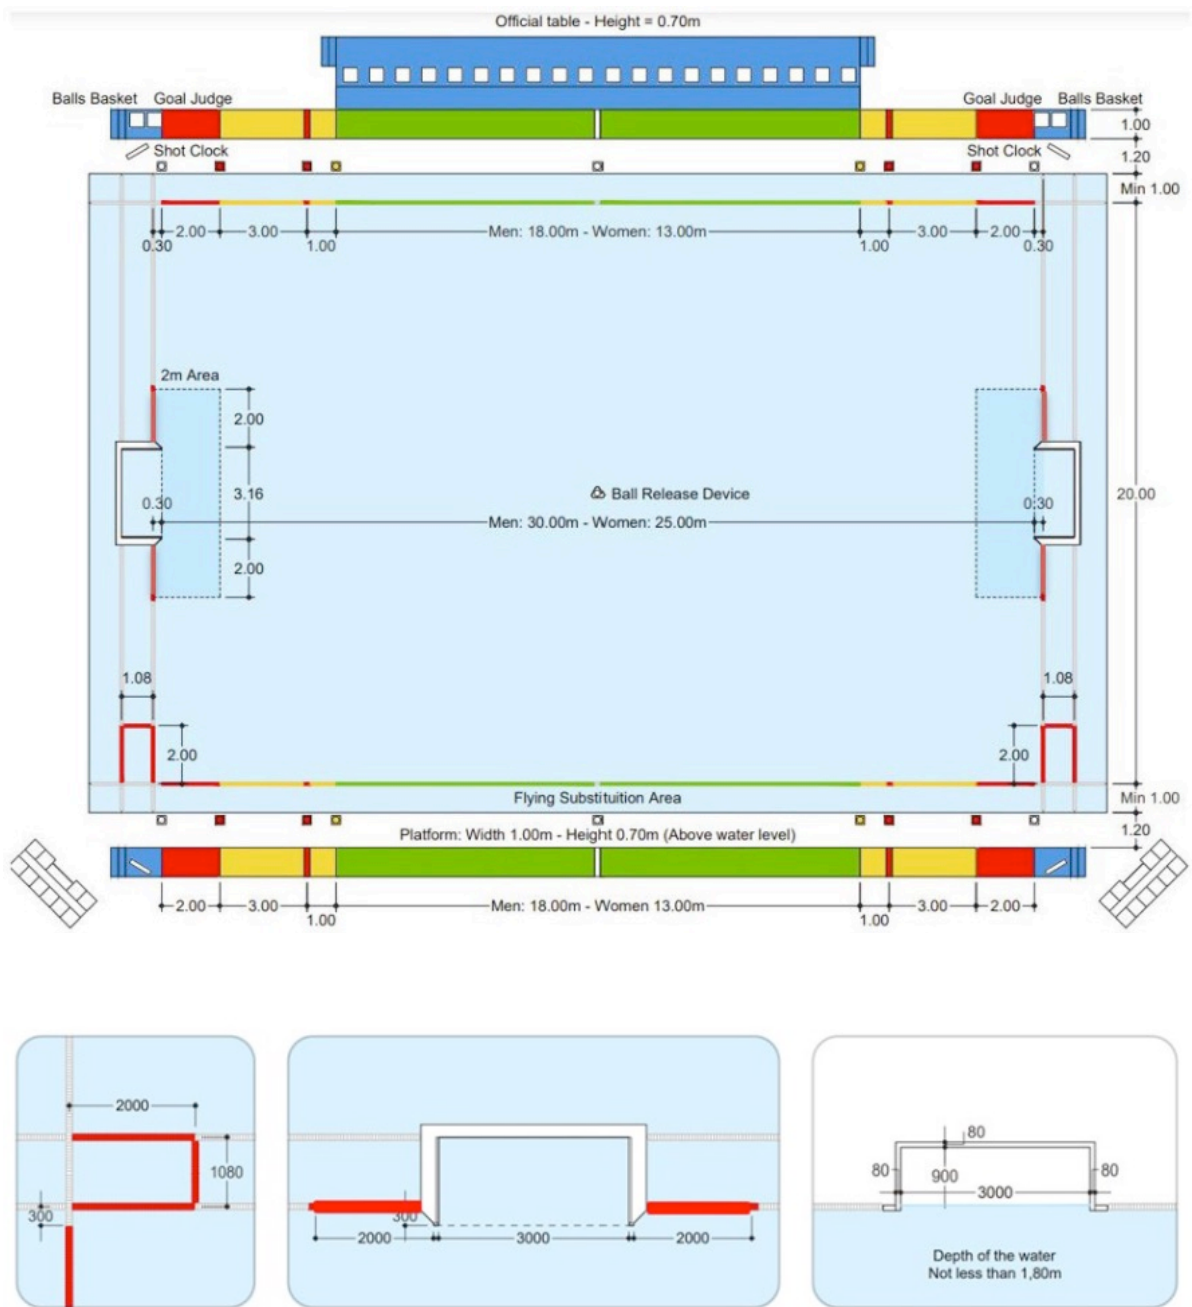 Official table - Height = 0.70m
Balls Basket Goal Judge Goal Judge Balls Basket
1.00
Shot Clock Shot Clock
1.20
Min 1.00
2.00 3.00 Men: 18.00m - Women: 13.00m 3.00 2.00
0.30 1.00 1.00 0.30
2m Area
2.00
0.30 3.16 Ball Release Device 0.30 20.00
Men: 30.00m - Women: 25.00m
2.00
1.08 1.08
2.00 2.00
Flying Substituition Area Min 1.00
Platform: Width 1.00m - Height 0.70m (Above water level) 1.20
2.00 3.00 Men: 18.00m - Women 13.00m 3.00 2.00
1.00 1.00
2000
1080
300
300
2000 3000 2000
80
80 900 80
3000
Depth of the water
Not less than 1,80m